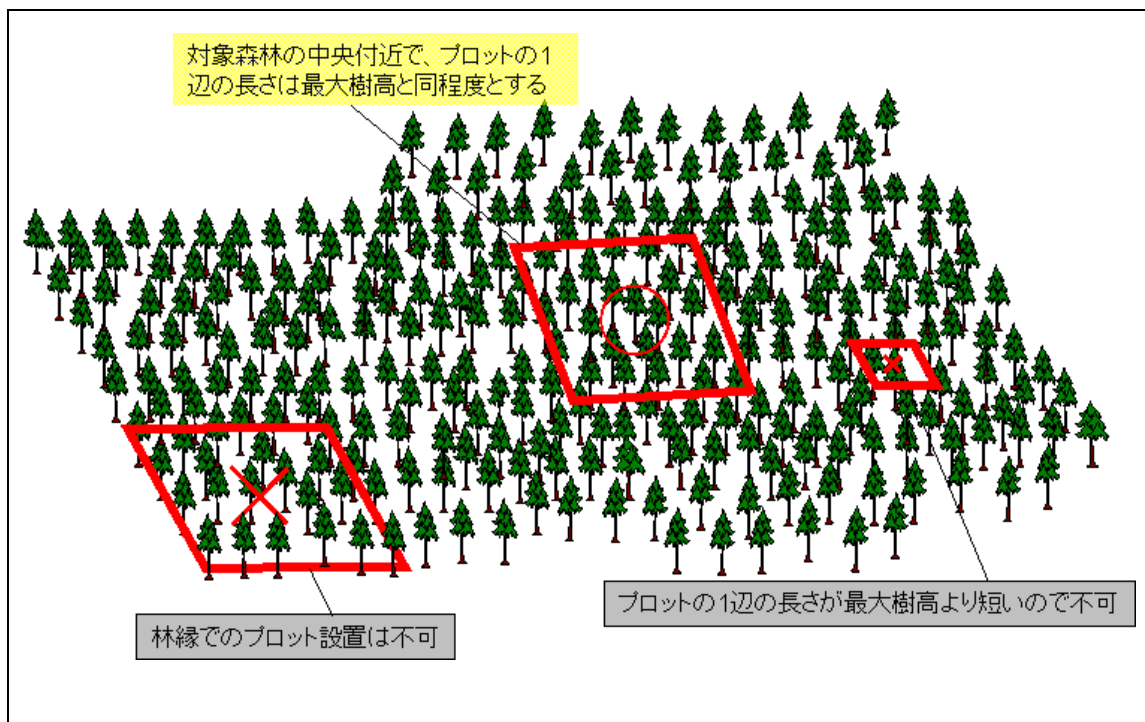 対象森林の中央付近で、プロットの1
辺の長さは最大樹高と同程度とする
プロットの1辺の長さが最大樹高より短いので不可
林縁でのプロット設置は不可